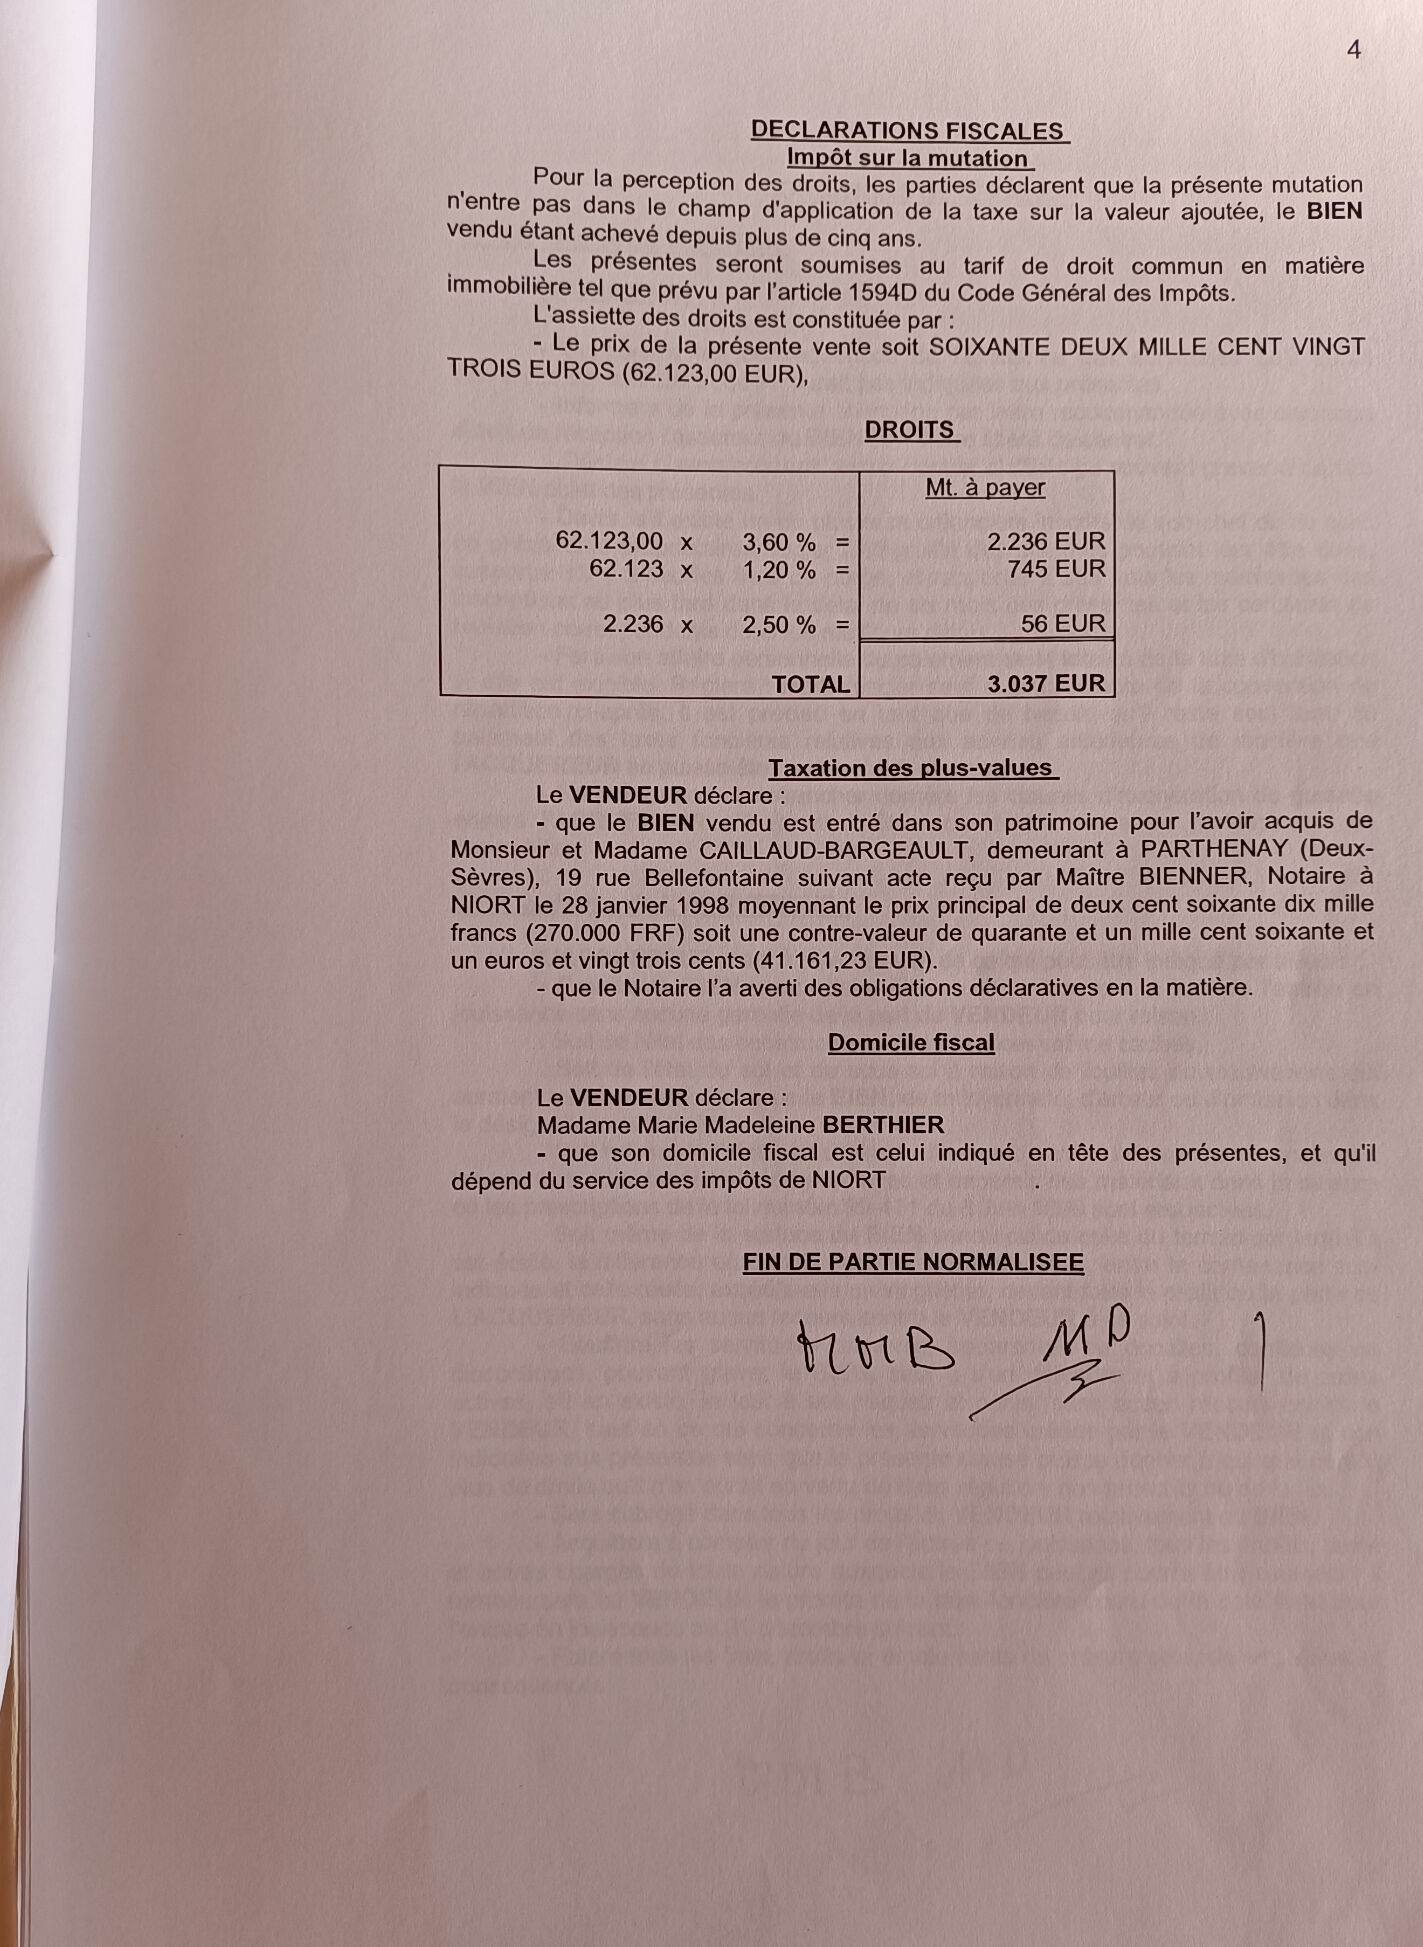 4
DECLARATIONS FISCALES
Impôt sur la mutation
Pour la perception des droits, les parties déclarent que la présente mutation
n'entre pas dans le champ d'application de la taxe sur la valeur ajoutée, le BIEN
vendu étant achevé depuis plus de cinq ans.
Les présentes seront soumises au tarif de droit commun en matière
immobilière tel que prévu par l'article 1594D du Code Général des Impôts.
L'assiette des droits est constituée par :
- Le prix de la présente vente soit SOIXANTE DEUX MILLE CENT VINGT
TROIS EUROS (62.123,00 EUR),
DROITS
Mt. à payer
62.123,00 x 3,60 % = 2.236 EUR
62.123 x 1,20 % = 745 EUR
2.236 x 2,50 % = 56 EUR
TOTAL 3.037 EUR
Taxation des plus-values
Le VENDEUR déclare :
- que le BIEN vendu est entré dans son patrimoine pour l'avoir acquis de
Monsieur et Madame CAILLAUD-BARGEAULT, demeurant à PARTHENAY (Deux-
Sèvres), 19 rue Bellefontaine suivant acte reçu par Maître BIENNER, Notaire à
NIORT le 28 janvier 1998 moyennant le prix principal de deux cent soixante dix mille
francs (270.000 FRF) soit une contre-valeur de quarante et un mille cent soixante et
un euros et vingt trois cents (41.161,23 EUR).
- que le Notaire l'a averti des obligations déclaratives en la matière.
Domicile fiscal
Le VENDEUR déclare :
Madame Marie Madeleine BERTHIER
- que son domicile fiscal est celui indiqué en tête des présentes, et qu'il
dépend du service des impôts de NIORT .
FIN DE PARTIE NORMALISEE
MMB MD